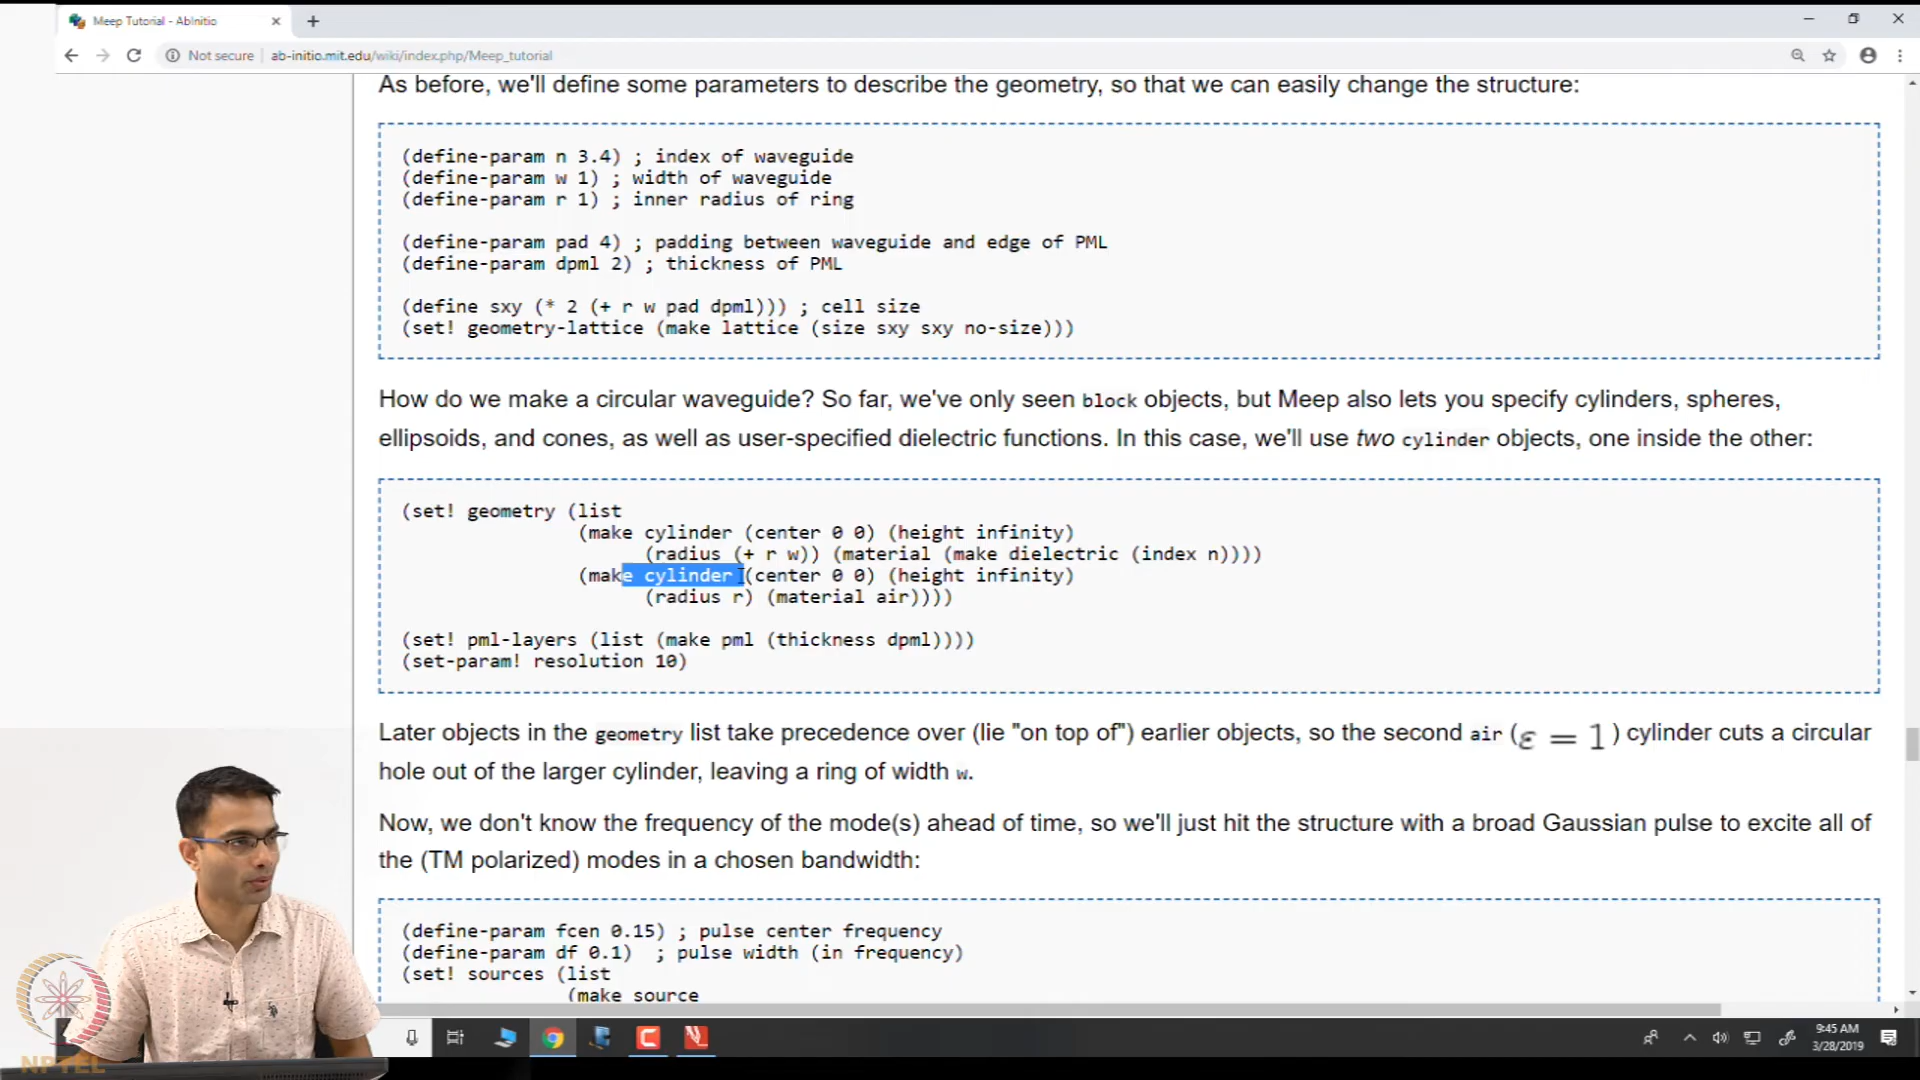 Meep Tutorial - AbInitio
Not secure | ab-initio.mit.edu/wiki/index.php/Meep_tutorial
As before, we'll define some parameters to describe the geometry, so that we can easily change the structure:
(define-param n 3.4) ; index of waveguide
(define-param w 1) ; width of waveguide
(define-param r 1) ; inner radius of ring
(define-param pad 4) ; padding between waveguide and edge of PML
(define-param dpml 2) ; thickness of PML
(define sxy (* 2 (+ r w pad dpml))) ; cell size
(set! geometry-lattice (make lattice (size sxy sxy no-size)))
How do we make a circular waveguide? So far, we've only seen block objects, but Meep also lets you specify cylinders, spheres,
ellipsoids, and cones, as well as user-specified dielectric functions. In this case, we'll use two cylinder objects, one inside the other:
(set! geometry (list
(make cylinder (center 0 0) (height infinity)
(radius (+ r w)) (material (make dielectric (index n))))
(make cylinder (center 0 0) (height infinity)
(radius r) (material air))))
(set! pml-layers (list (make pml (thickness dpml))))
(set-param! resolution 10)
Later objects in the geometry list take precedence over (lie "on top of") earlier objects, so the second air (ε = 1) cylinder cuts a circular
hole out of the larger cylinder, leaving a ring of width w.
Now, we don't know the frequency of the mode(s) ahead of time, so we'll just hit the structure with a broad Gaussian pulse to excite all of
the (TM polarized) modes in a chosen bandwidth:
(define-param fcen 0.15) ; pulse center frequency
(define-param df 0.1)  ; pulse width (in frequency)
(set! sources (list
(make source
9:45 AM
3/28/2019
NPTEL